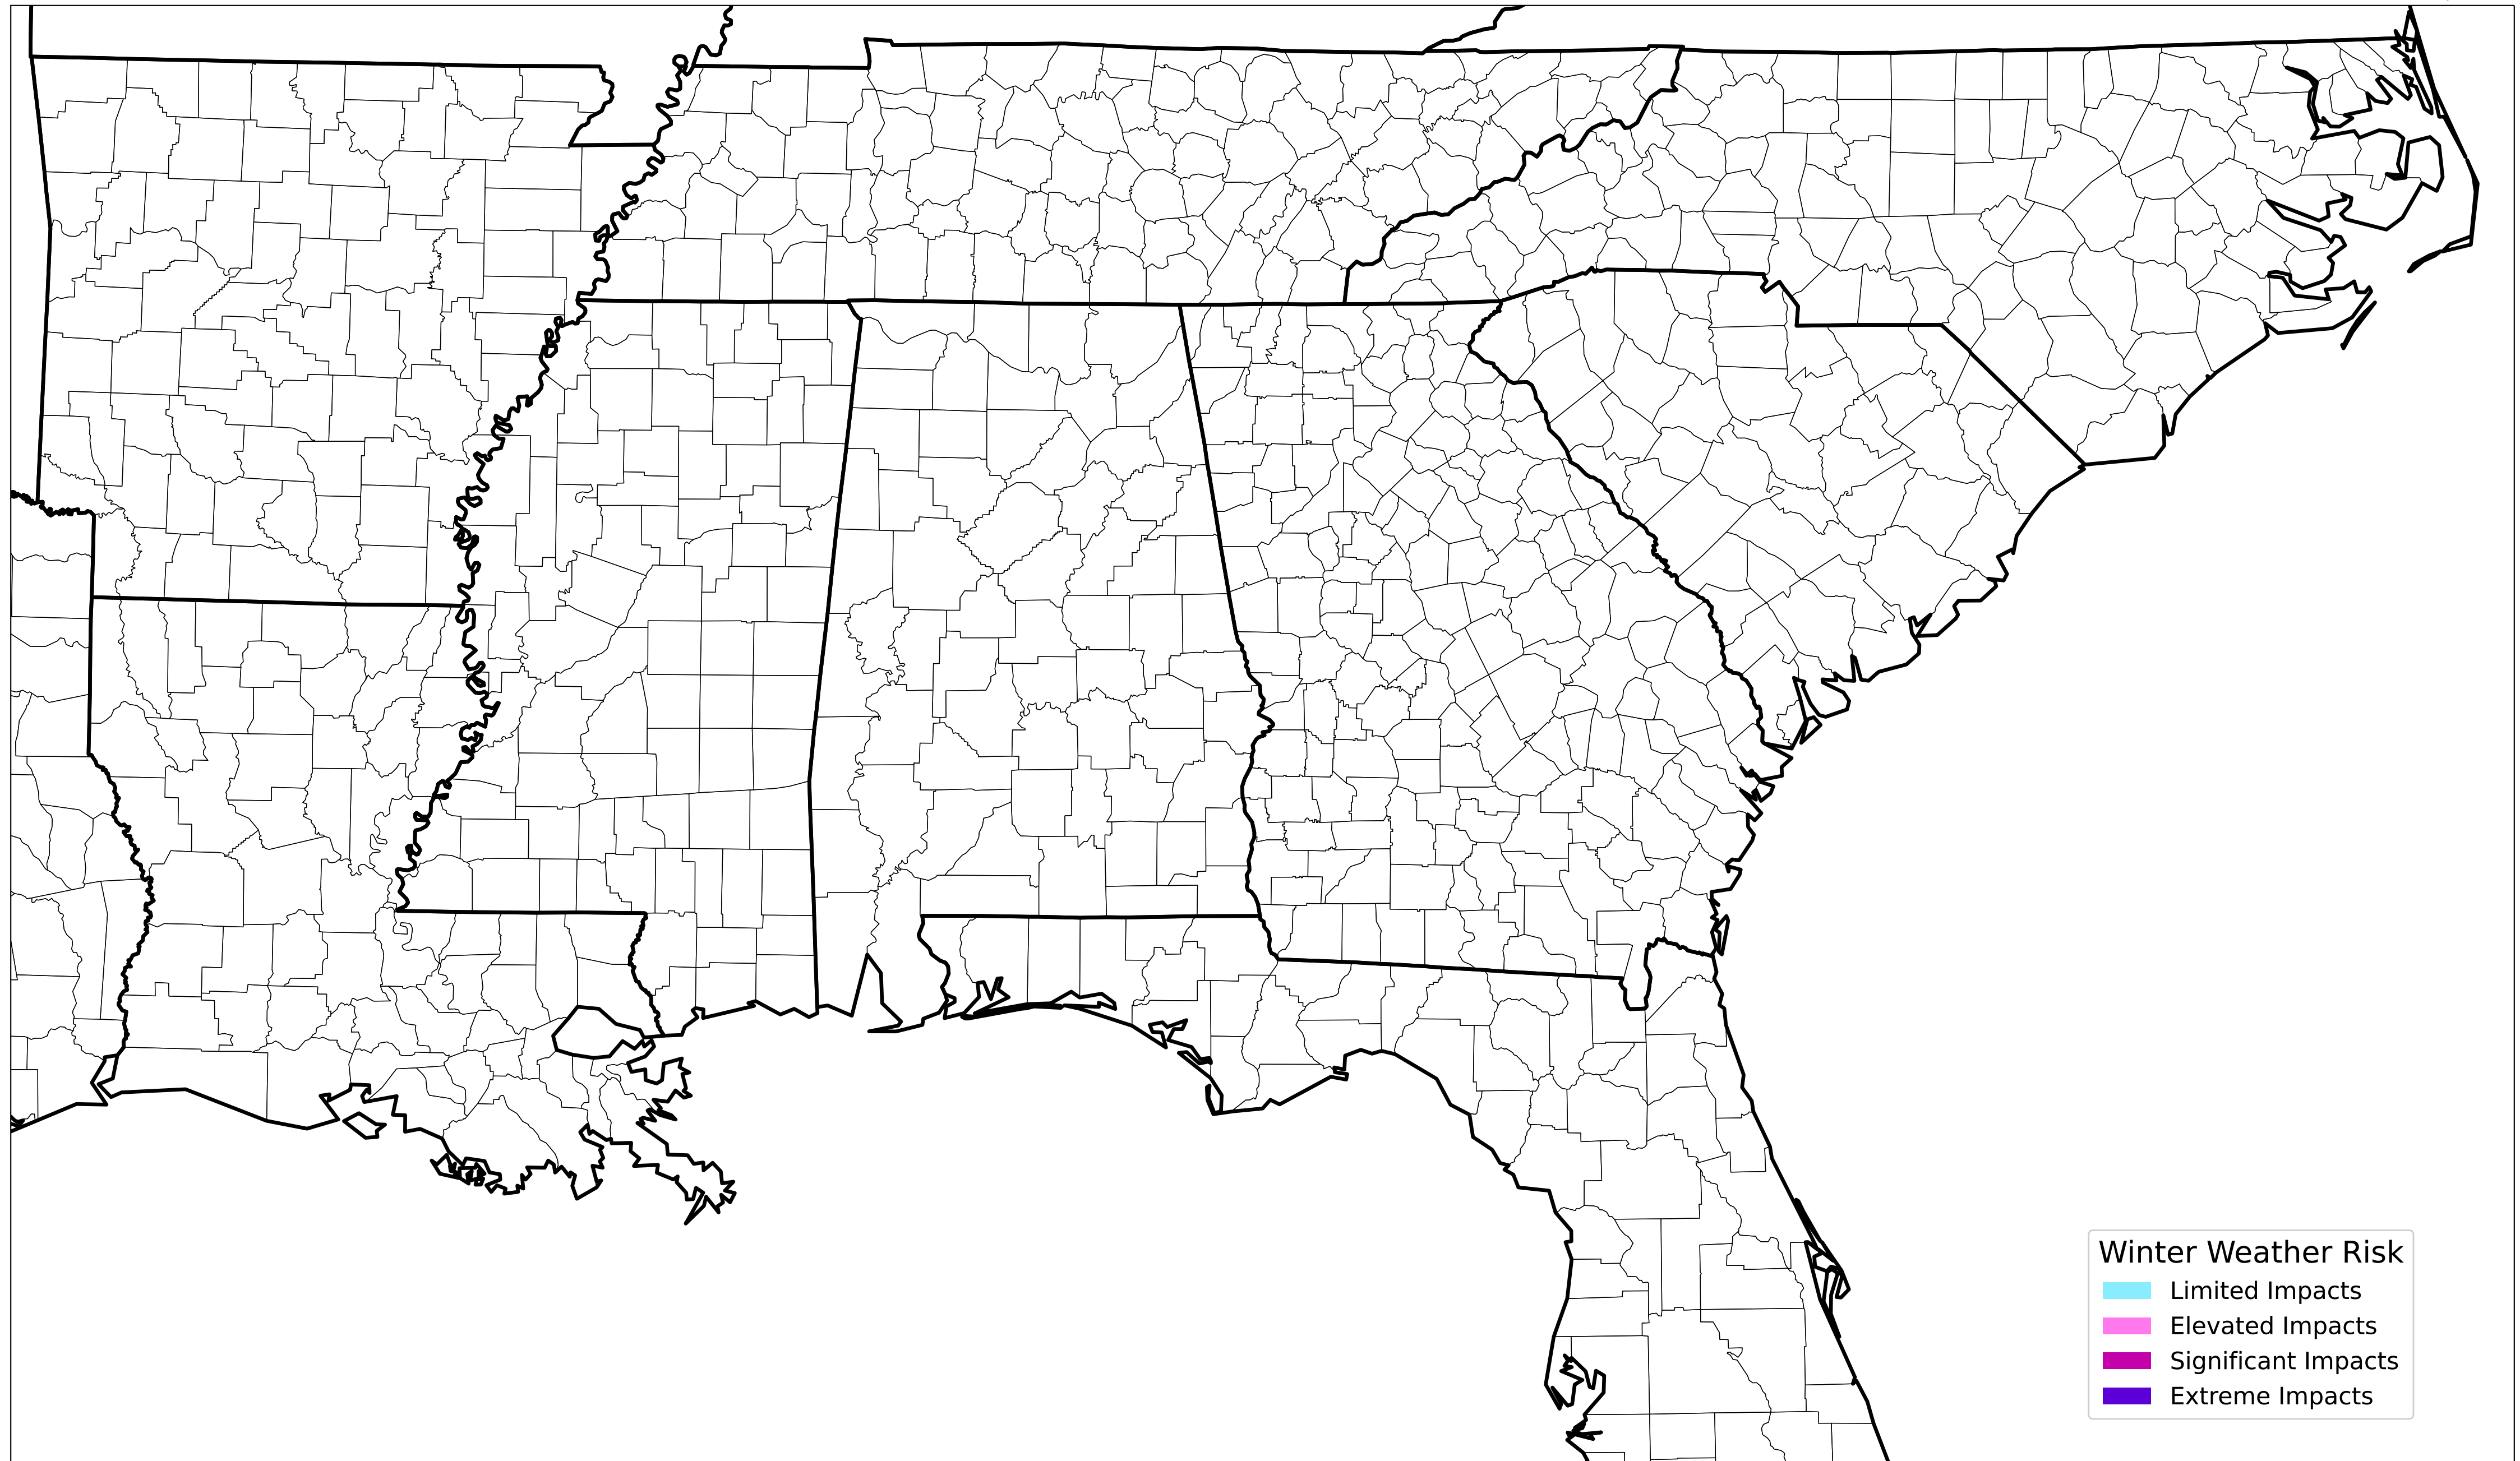 Winter Weather Risk
Limited Impacts
Elevated Impacts
Significant Impacts
Extreme Impacts